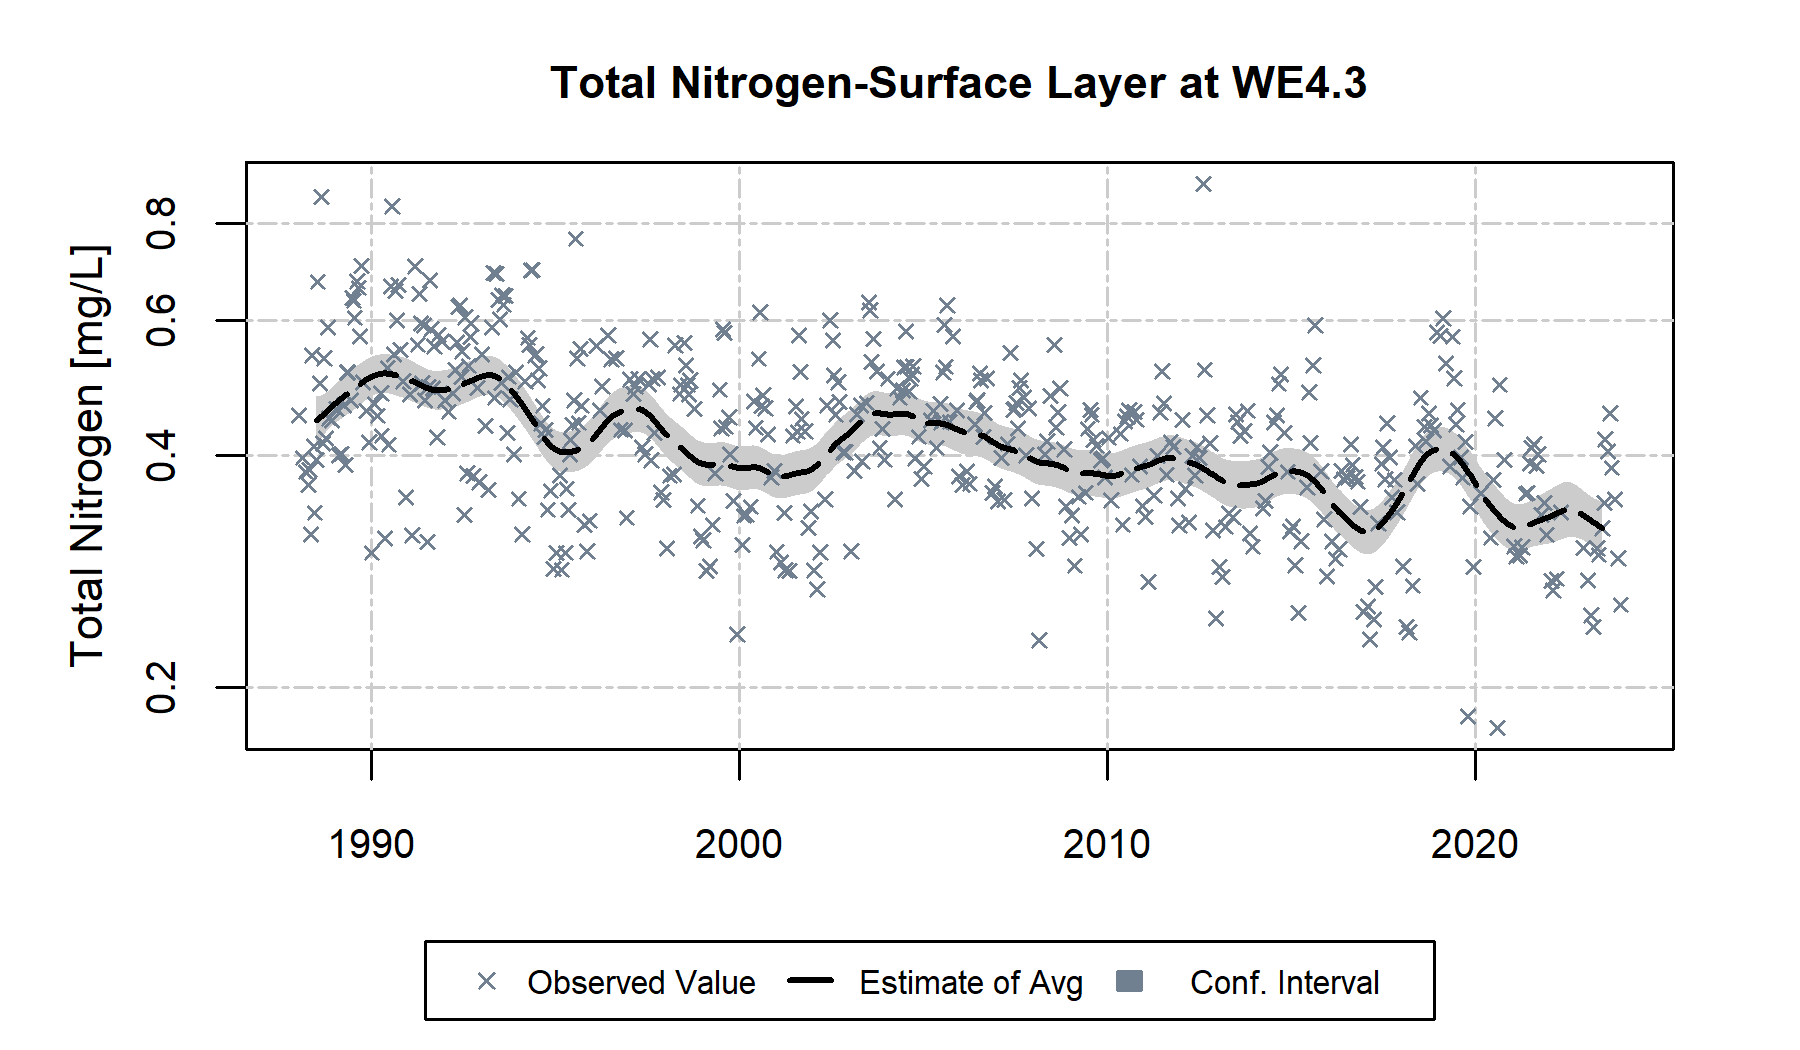 Total Nitrogen-Surface Layer at WE4.3
Total Nitrogen [mg/L]
0.8
0.6
0.4
0.2
1990 2000 2010 2020
Observed Value Estimate of Avg Conf. Interval